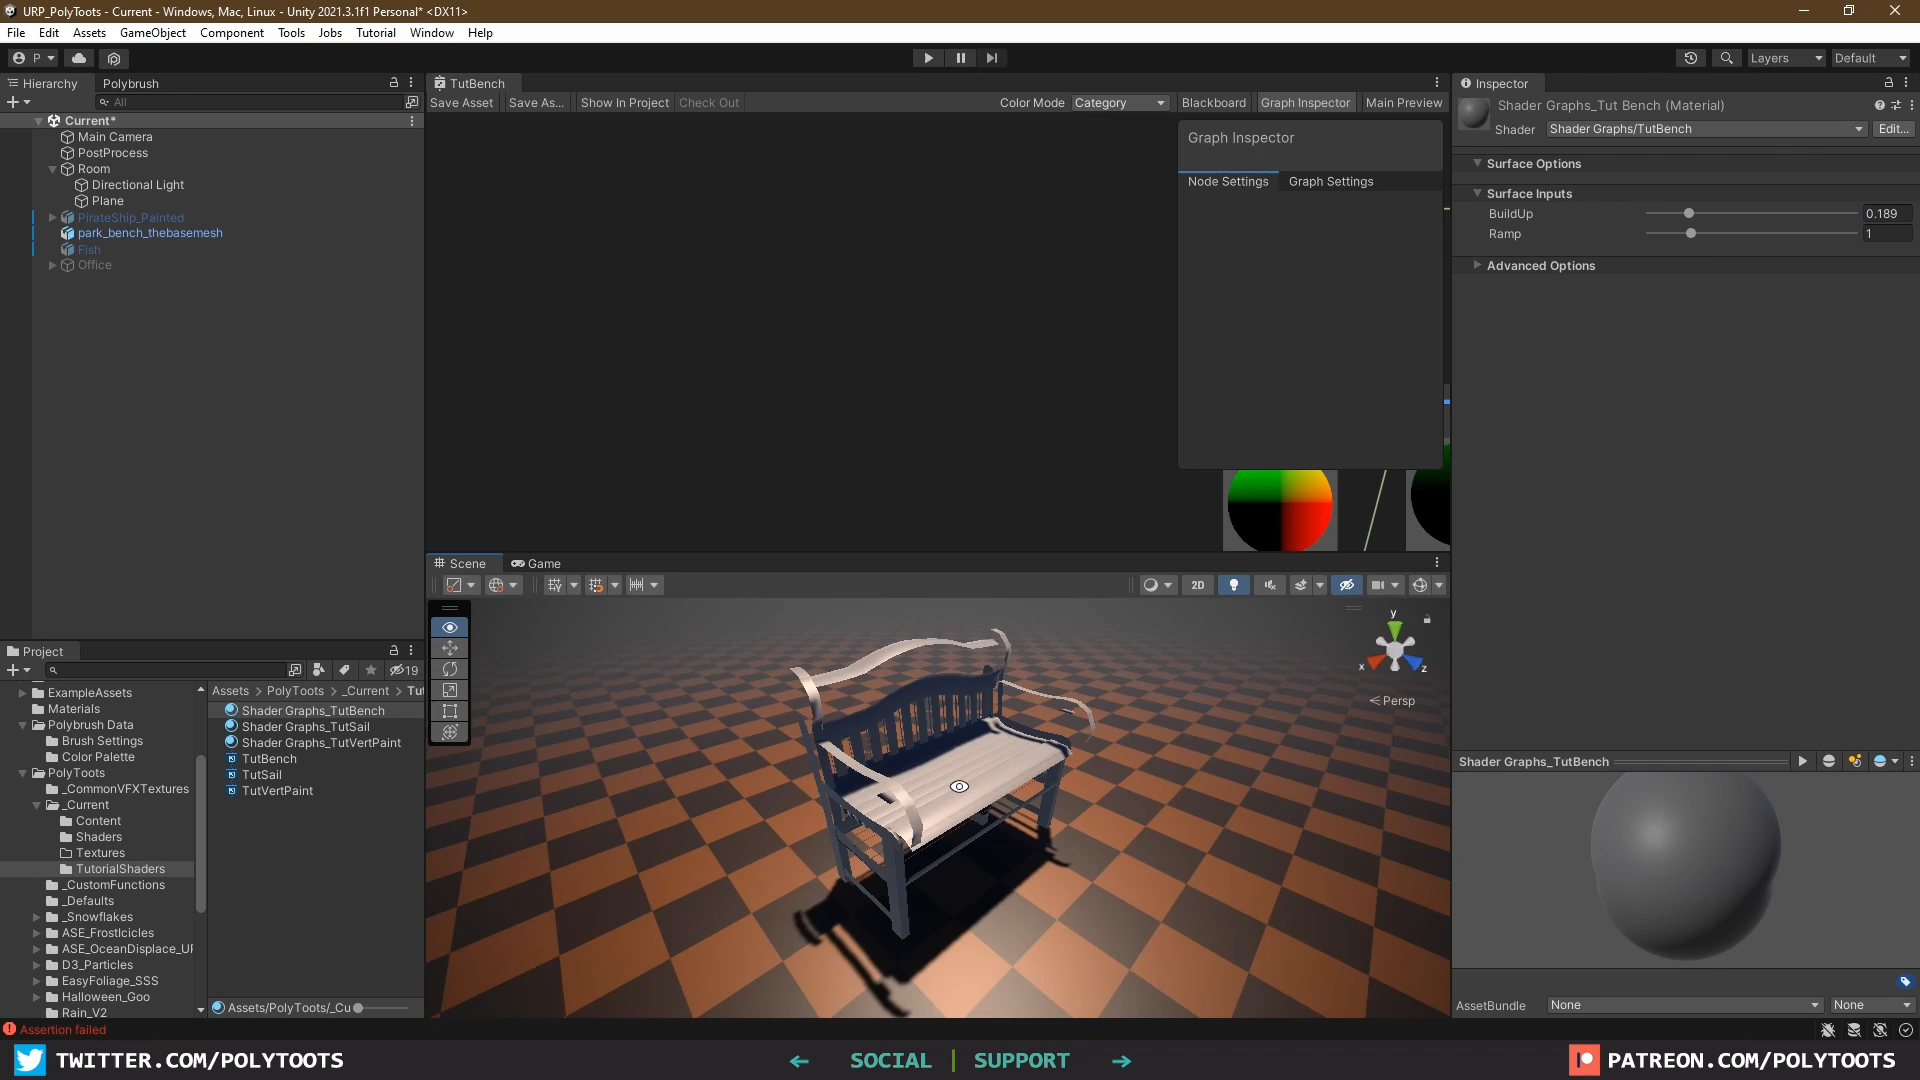 URP_PolyToots - Current - Windows, Mac, Linux - Unity 2021.3.1f1 Personal* <DX11>
File Edit Assets GameObject Component Tools Jobs Tutorial Window Help
P Layers Default
Hierarchy Polybrush
All
Current*
Main Camera
PostProcess
Room
Directional Light
Plane
PirateShip_Painted
park_bench_thebasemesh
Fish
Office
TutBench
Save Asset Save As... Show In Project Check Out Color Mode Category Blackboard Graph Inspector Main Preview
Graph Inspector
Node Settings Graph Settings
Inspector
Shader Graphs_Tut Bench (Material)
Shader Shader Graphs/TutBench Edit...
Surface Options
Surface Inputs
BuildUp 0.189
Ramp 1
Advanced Options
Scene Game
2D
y
x
z
Persp
Project
19
ExampleAssets
Materials
Polybrush Data
Brush Settings
Color Palette
PolyToots
_CommonVFXTextures
_Current
Content
Shaders
Textures
TutorialShaders
_CustomFunctions
_Defaults
_Snowflakes
ASE_FrostIcicles
ASE_OceanDisplace_UF
D3_Particles
EasyFoliage_SSS
Halloween_Goo
Rain_V2
Assets > PolyToots > _Current > Tut
Shader Graphs_TutBench
Shader Graphs_TutSail
Shader Graphs_TutVertPaint
TutBench
TutSail
TutVertPaint
Assets/PolyToots/_Cu
Shader Graphs_TutBench
AssetBundle None None
Assertion failed
TWITTER.COM/POLYTOOTS
← SOCIAL | SUPPORT →
PATREON.COM/POLYTOOTS